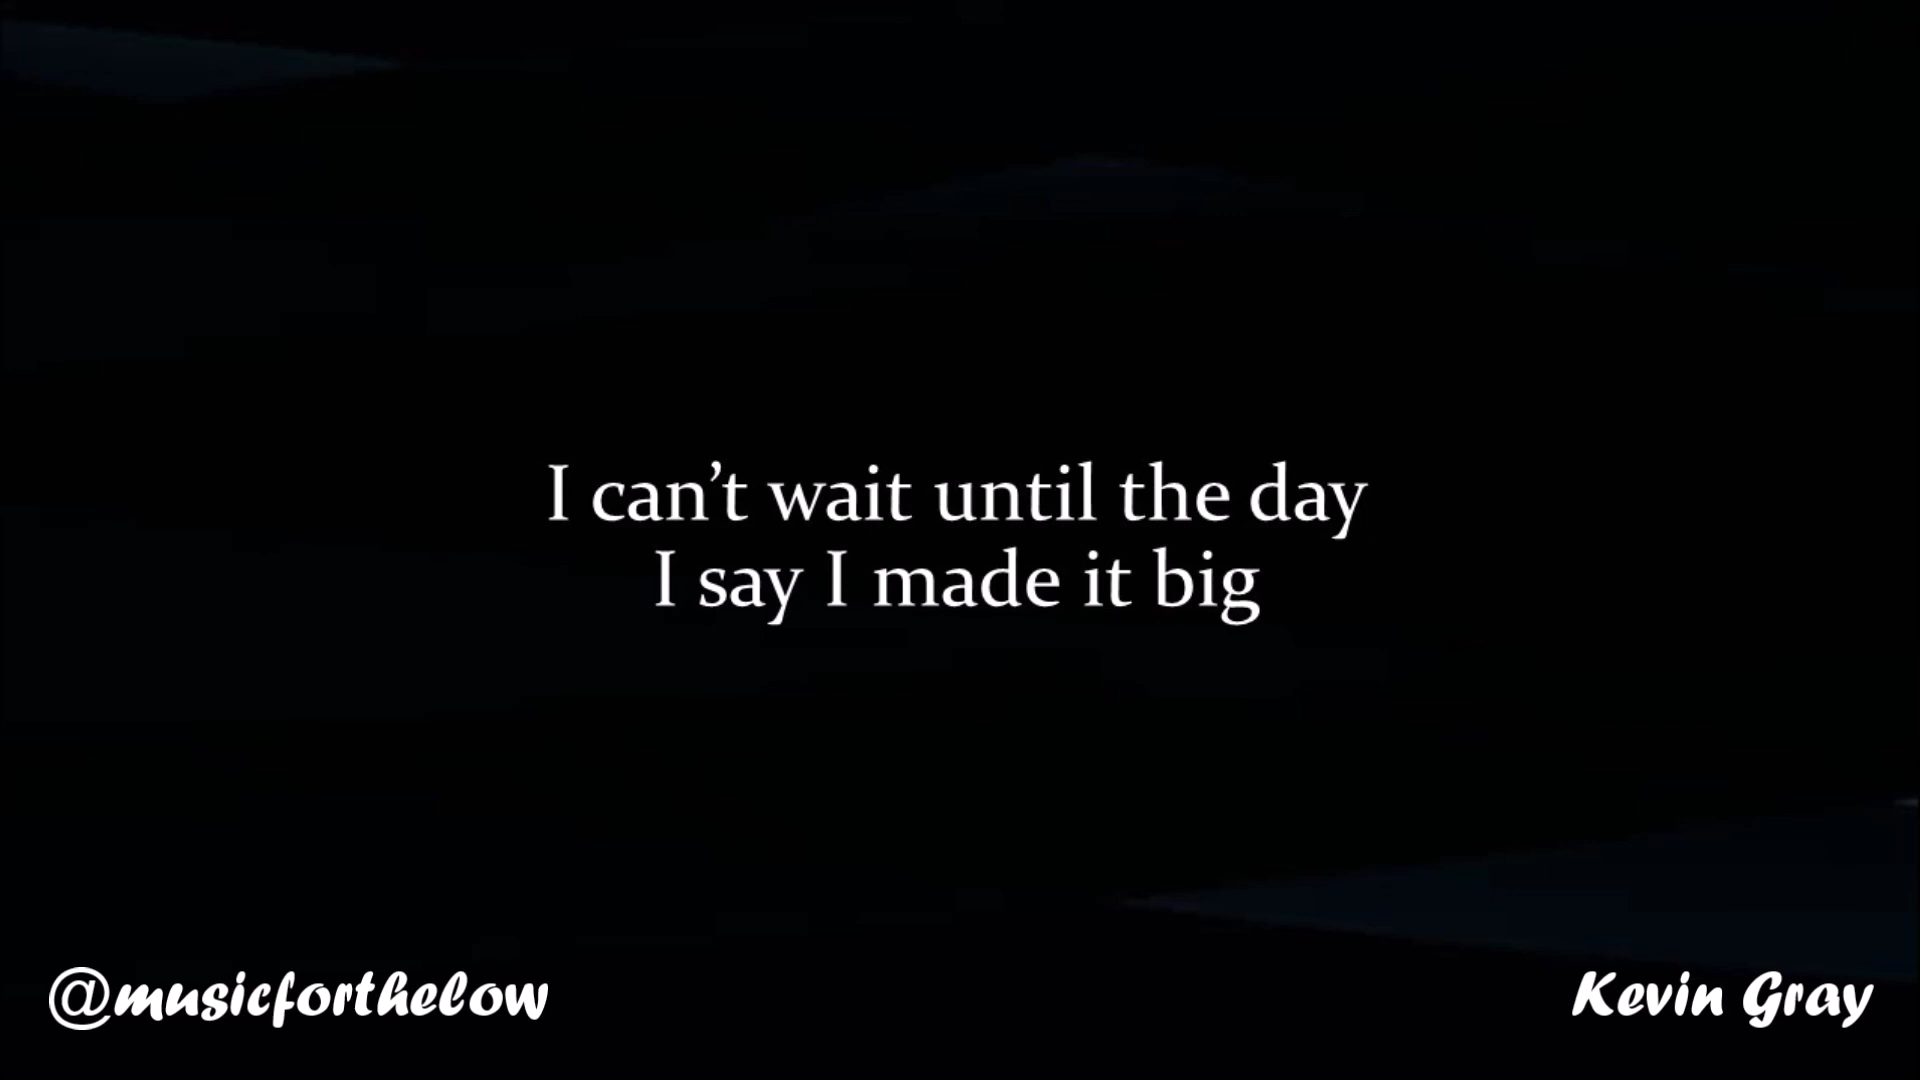 I can’t wait until the day
I say I made it big
@musicforthelow
Kevin Gray